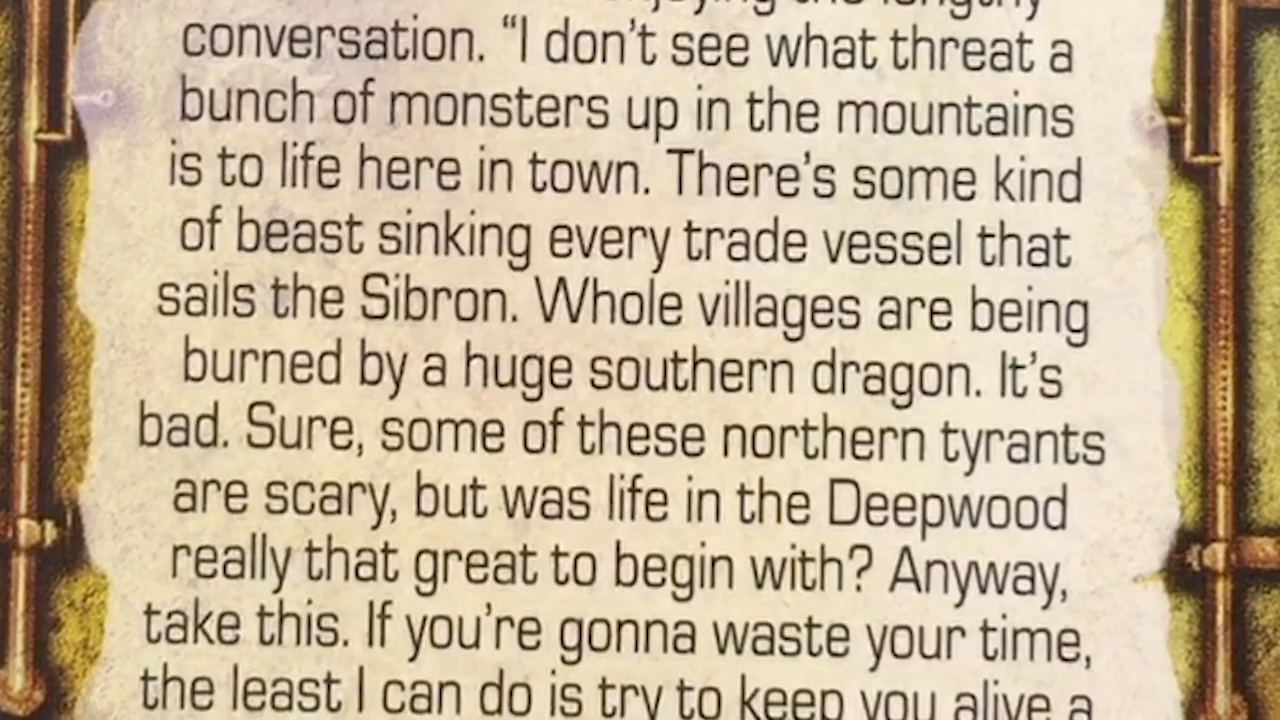 enjoying the lengthy
conversation. “I don’t see what threat a
bunch of monsters up in the mountains
is to life here in town. There’s some kind
of beast sinking every trade vessel that
sails the Sibron. Whole villages are being
burned by a huge southern dragon. It’s
bad. Sure, some of these northern tyrants
are scary, but was life in the Deepwood
really that great to begin with? Anyway,
take this. If you’re gonna waste your time,
the least I can do is try to keep you alive a